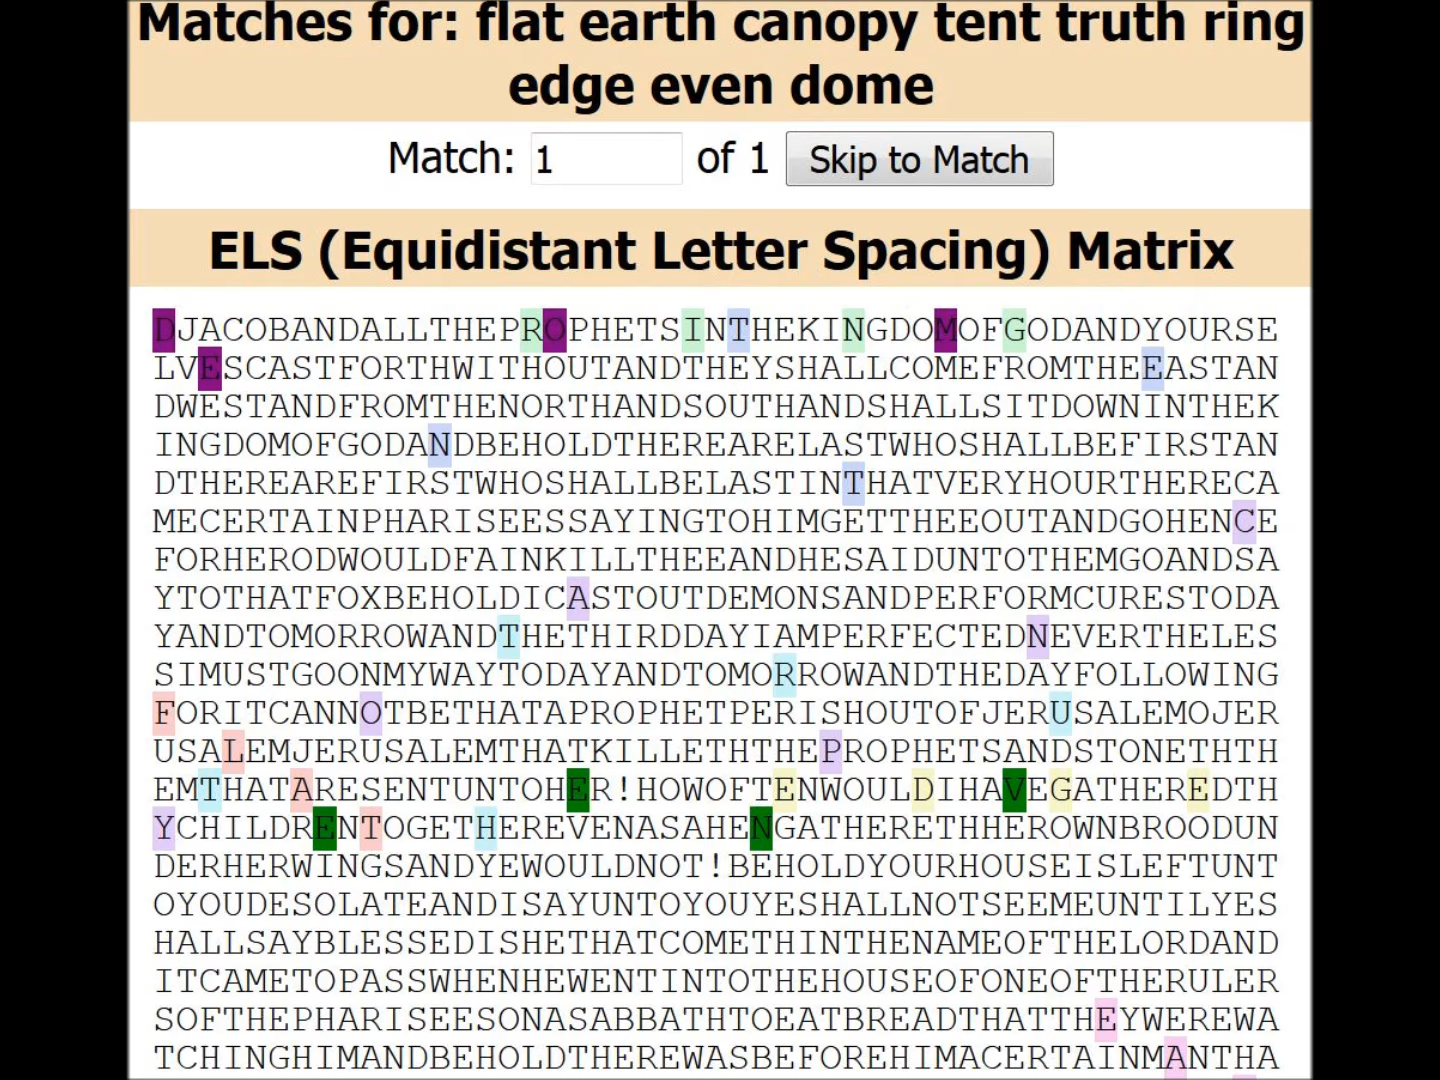 Matches for: flat earth canopy tent truth ring
edge even dome
Match: 1 of 1 Skip to Match
ELS (Equidistant Letter Spacing) Matrix
DJACOBANDALLTHEPROPHETSINTHEKINGDOMOFGODANDYOURSE
LVESCASTFORTHWITHOUTANDTHEYSHALLCOMEFROMTHEEASTAN
DWESTANDFROMTHENORTHANDSOUTHANDSHALLSITDOWNINTHEK
INGDOMOFGODANDBEHOLDTHEREARELASTWHOSHALLBEFIRSTAN
DTHEREAREFIRSTWHOSHALLBELASTINTHATVERYHOURTHERECA
MECERTAINPHARISEESSAYINGTOHIMGETTHEEOUTANDGOHENCE
FORHERODWOULDFAINKILLTHEEANDHESAIDUNTOTHEMGOANDSA
YTOTHATFOXBEHOLDICASTOUTDEMONSANDPERFORMCURESTODA
YANDTOMORROWANDTHETHIRDDAYIAMPERFECTEDNEVERTHELES
SIMUSTGOONMYWAYTODAYANDTOMORROWANDTHEDAYFOLLOWING
FORITCANNOTBETHATAPROPHETPERISHOUTOFJERUSALEMOJER
USALEMJERUSALEMTHATKILLETHTHEPROPHETSANDSTONETHTH
EMTHATARESENTUNTOHER!HOWOFTENWOULDIHAVEGATHEREDTH
YCHILDRENTOGETHEREVENASAHENGATHERETHHEROWNBROODUN
DERHERWINGSANDYEWOULDNOT!BEHOLDYOURHOUSEISLEFTUNT
OYOUDESOLATEANDISAYUNTOYOUYESHALLNOTSEEMEUNTILYES
HALLSAYBLESSEDISHETHATCOMETHINTHENAMEOFTHELORDAND
ITCAMETOPASSWHENHEWENTINTOTHEHOUSEOFONEOFTHERULER
SOFTHEPHARISEESONASABBATHTOEATBREADTHATTHEYWEREWA
TCHINGHIMANDBEHOLDTHEREWASBEFOREHIMACERTAINMANTHA